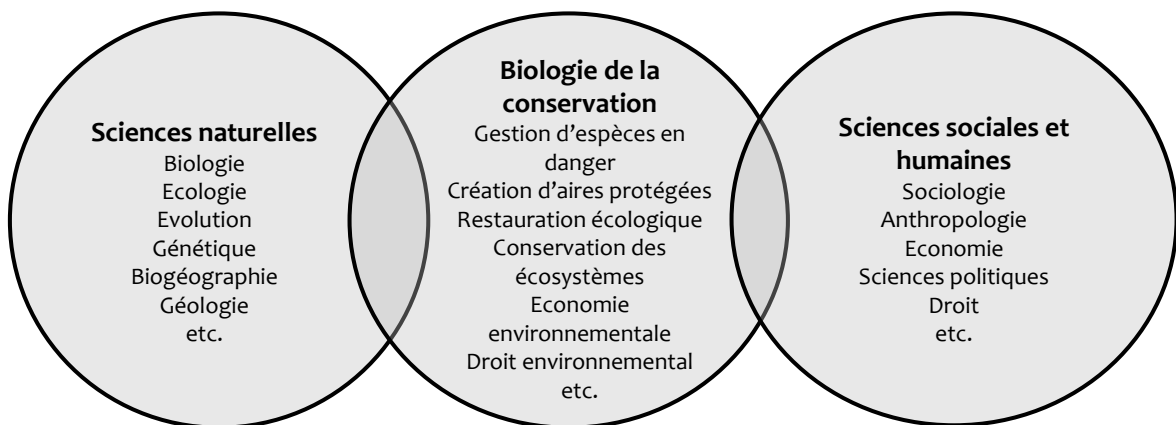 Sciences naturelles
Biologie
Ecologie
Evolution
Génétique
Biogéographie
Géologie
etc.
Biologie de la
conservation
Gestion d’espèces en
danger
Création d’aires protégées
Restauration écologique
Conservation des
écosystèmes
Economie
environnementale
Droit environnemental
etc.
Sciences sociales et
humaines
Sociologie
Anthropologie
Economie
Sciences politiques
Droit
etc.